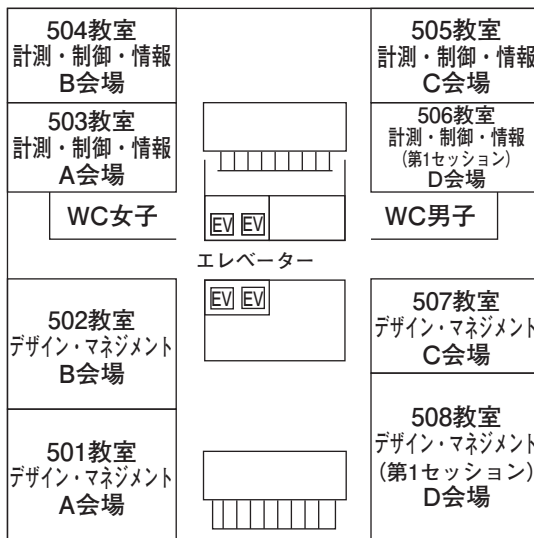 504教室
計測・制御・情報
B会場
503教室
計測・制御・情報
A会場
WC女子
502教室
デザイン・マネジメント
B会場
501教室
デザイン・マネジメント
A会場
EV EV
エレベーター
EV EV
505教室
計測・制御・情報
C会場
506教室
計測・制御・情報
(第1セッション)
D会場
WC男子
507教室
デザイン・マネジメント
C会場
508教室
デザイン・マネジメント
(第1セッション)
D会場